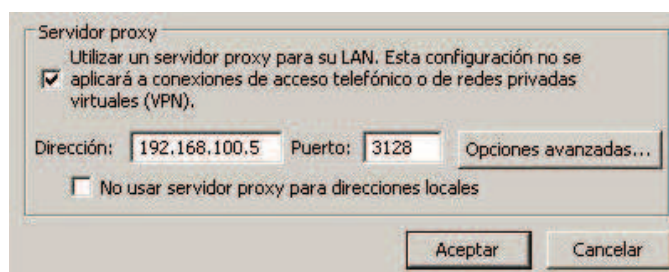 Servidor proxy
Utilizar un servidor proxy para su LAN. Esta configuración no se
aplicará a conexiones de acceso telefónico o de redes privadas
virtuales (VPN).
Dirección: 192.168.100.5 Puerto: 3128 Opciones avanzadas...
No usar servidor proxy para direcciones locales
Aceptar Cancelar